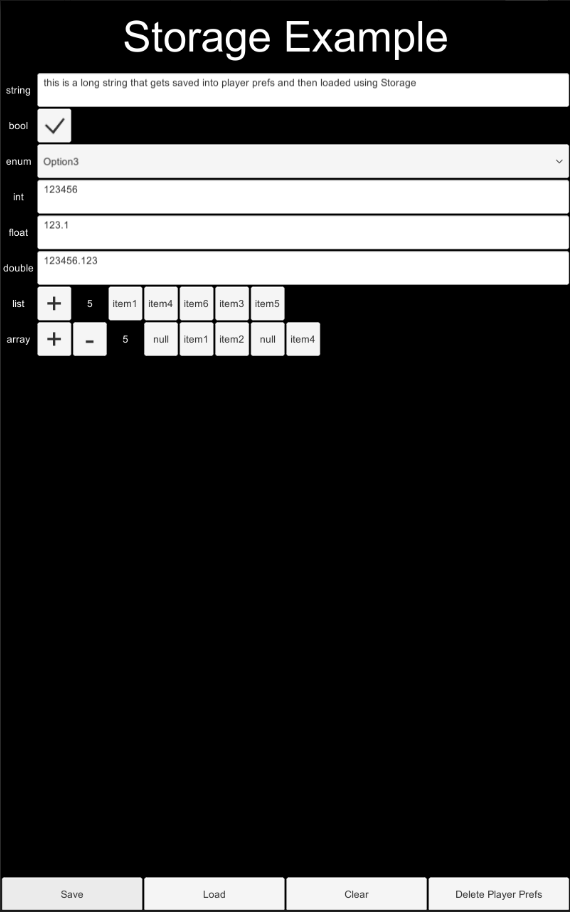 Storage Example
string this is a long string that gets saved into player prefs and then loaded using Storage
bool
enum Option3
int 123456
float 123.1
double 123456.123
list + 5 item1 item4 item6 item3 item5
array + - 5 null item1 item2 null item4
Save Load Clear Delete Player Prefs